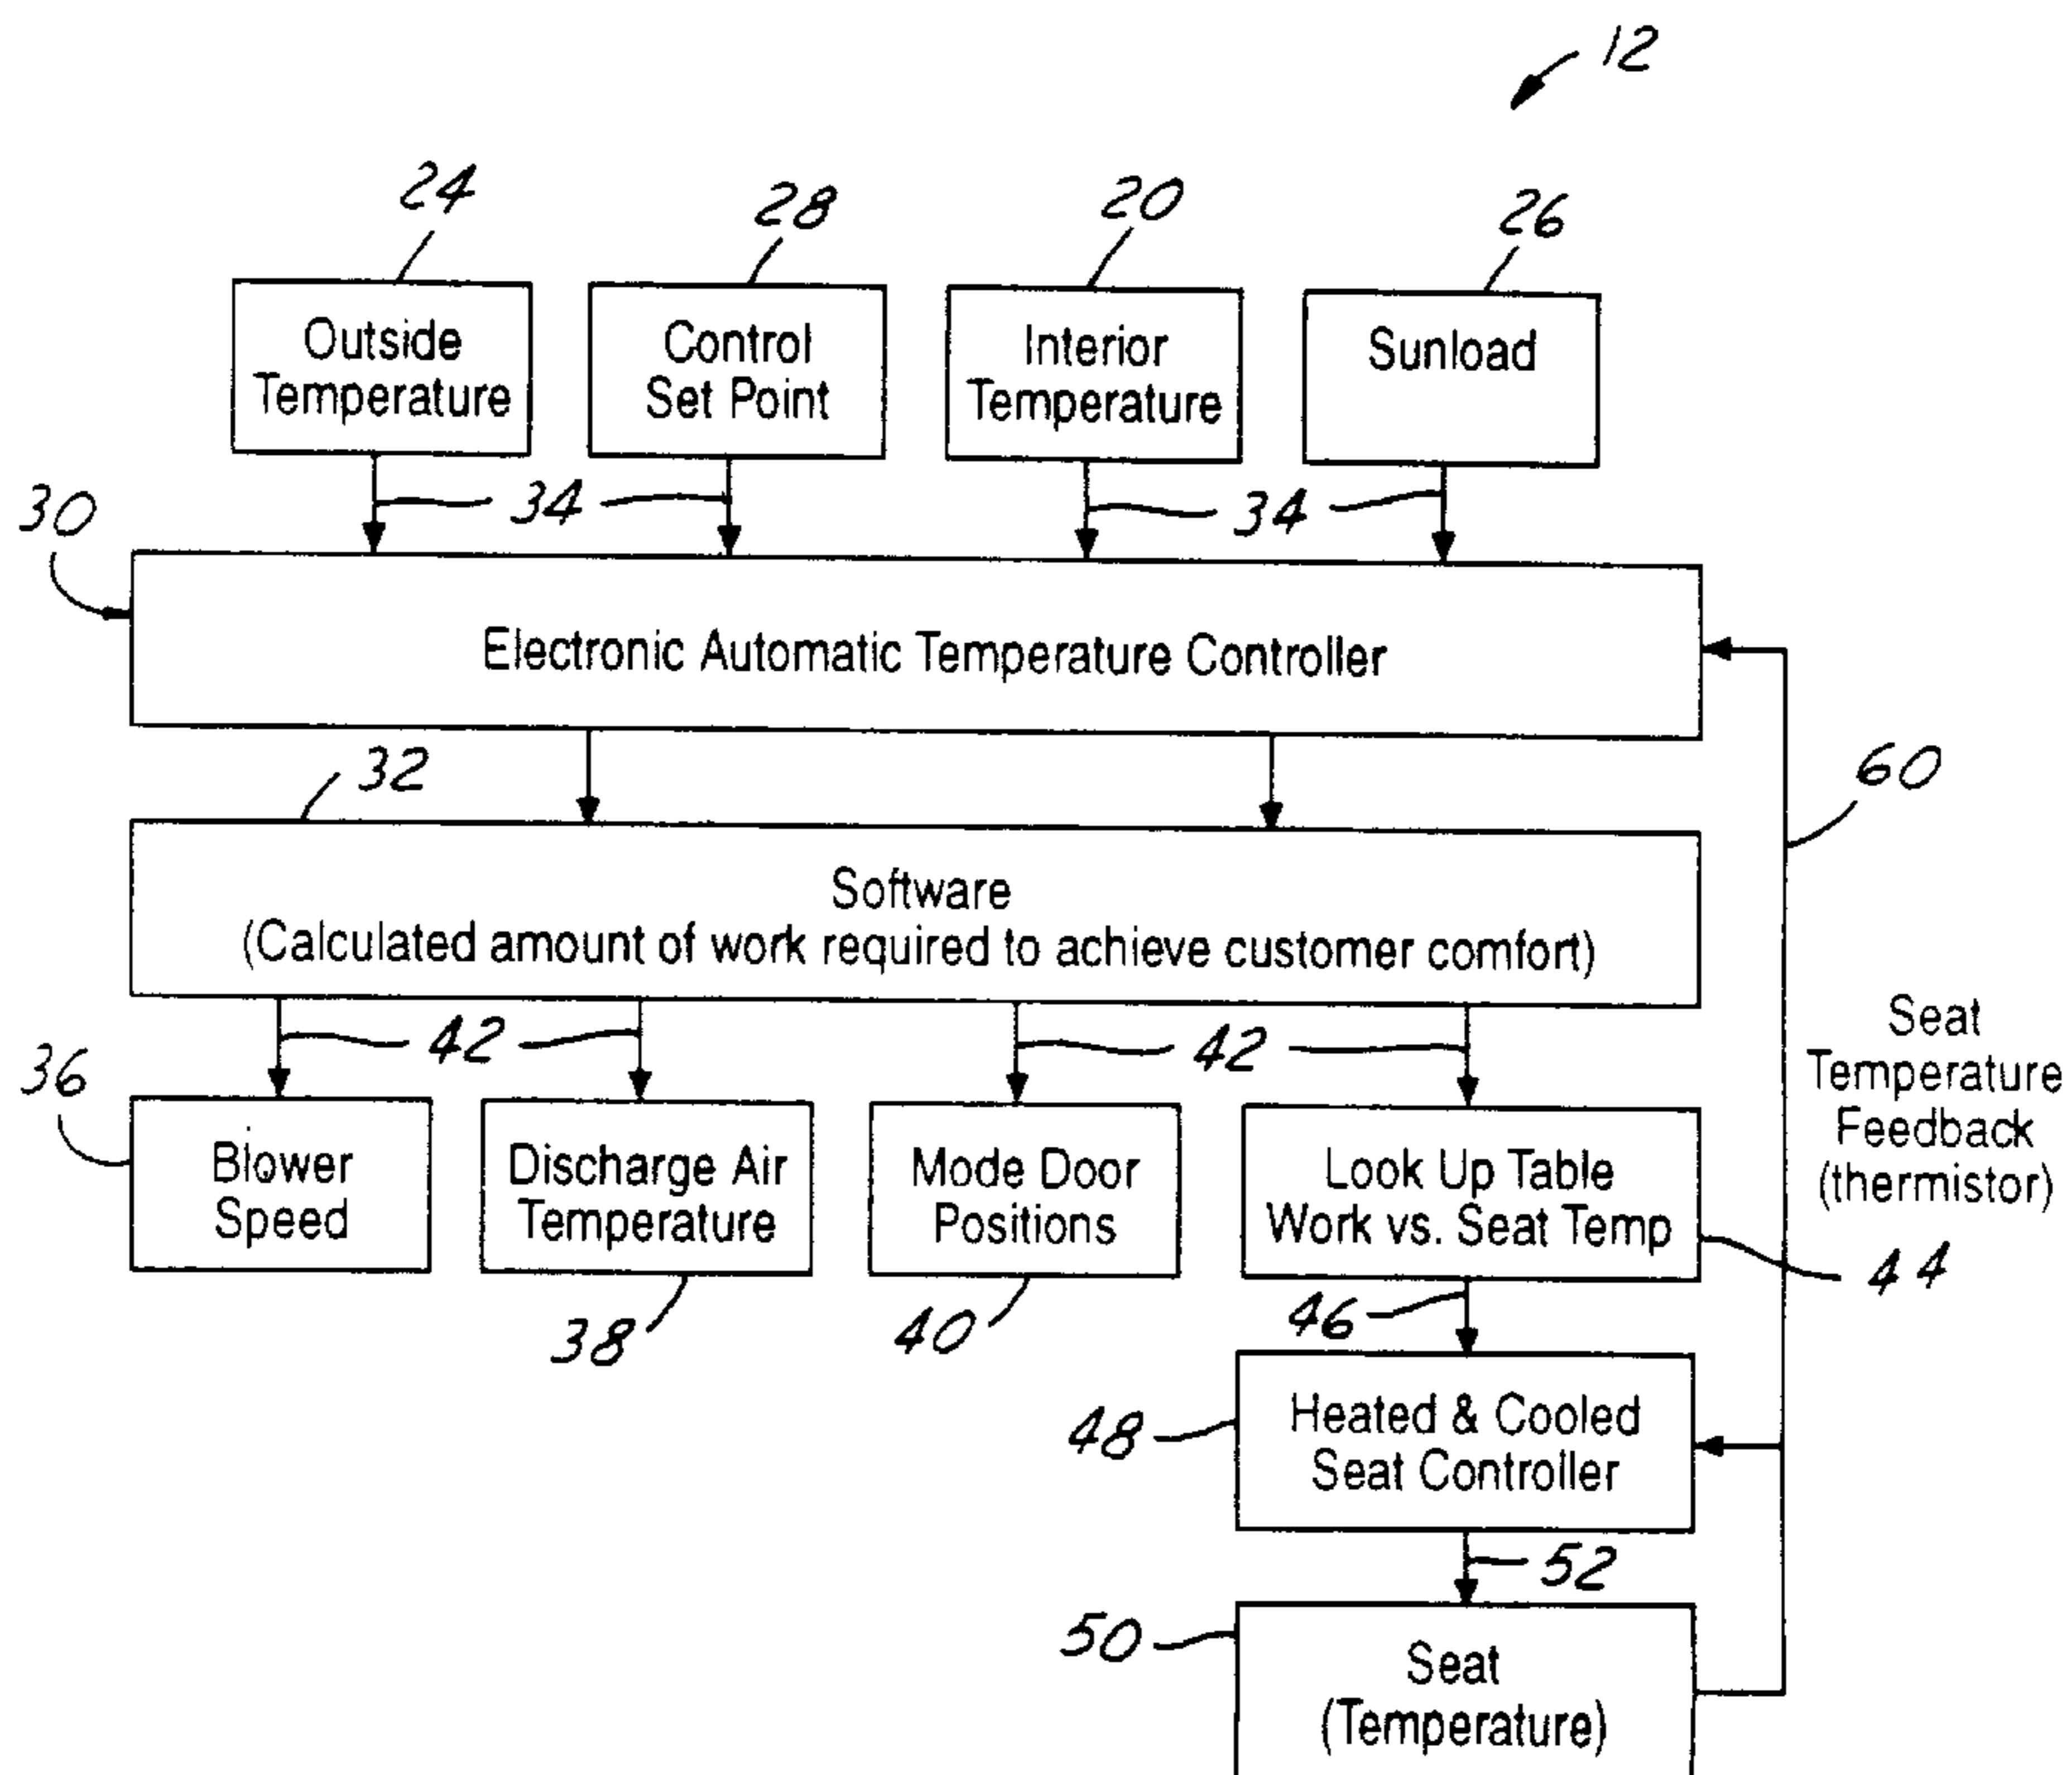 12
24
28
20
26
Outside
Temperature
Control
Set Point
Interior
Temperature
Sunload
34
34
30
Electronic Automatic Temperature Controller
32
60
Software
(Calculated amount of work required to achieve customer comfort)
42
42
36
Blower
Speed
Discharge Air
Temperature
Mode Door
Positions
Look Up Table
Work vs. Seat Temp
Seat
Temperature
Feedback
(thermistor)
38
40
46
44
48
Heated & Cooled
Seat Controller
52
50
Seat
(Temperature)